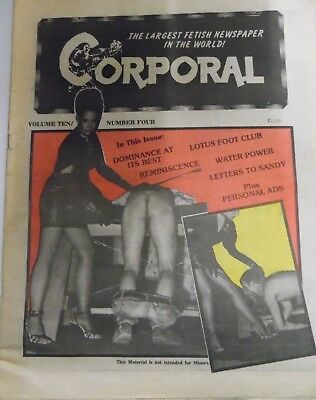 THE LARGEST FETISH NEWSPAPER
IN THE WORLD!
CORPORAL
VOLUME TEN/ NUMBER FOUR
$2.00
In This Issue:
DOMINANCE AT
ITS BEST
REMINISCENCE
LOTUS FOOT CLUB
WATER POWER
LETTERS TO SANDY
Plus
PERSONAL ADS
This Material is not intended for Minors.